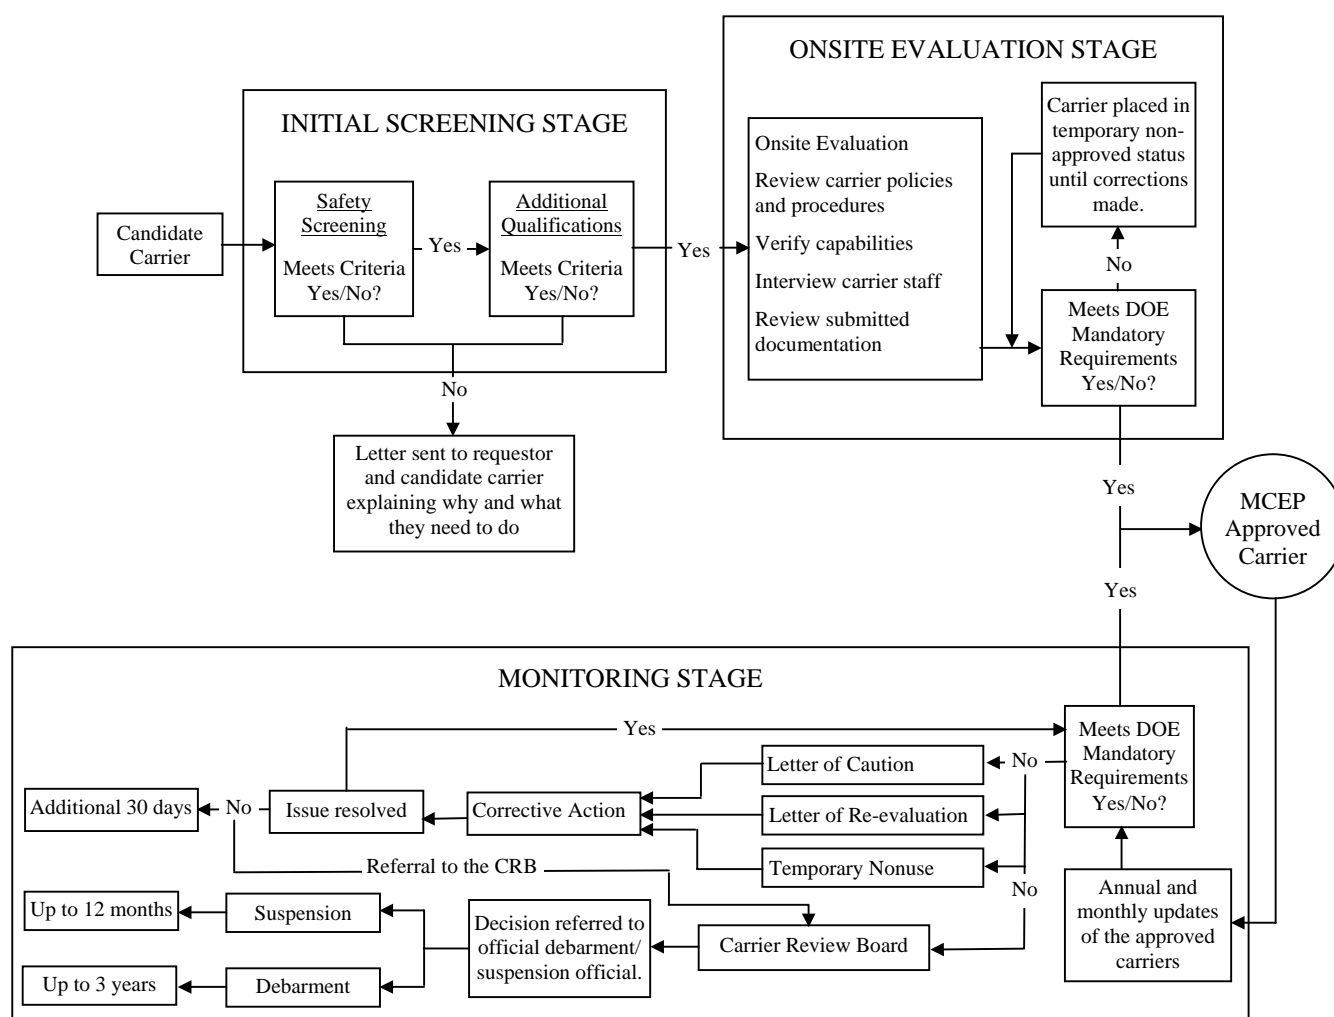 ONSITE EVALUATION STAGE
INITIAL SCREENING STAGE
Candidate
Carrier
Safety
Screening
Meets Criteria
Yes/No?
Yes
Additional
Qualifications
Meets Criteria
Yes/No?
Yes
No
Letter sent to requestor
and candidate carrier
explaining why and what
they need to do
Onsite Evaluation
Review carrier policies
and procedures
Verify capabilities
Interview carrier staff
Review submitted
documentation
Carrier placed in
temporary non-
approved status
until corrections
made.
No
Meets DOE
Mandatory
Requirements
Yes/No?
Yes
MCEP
Approved
Carrier
Yes
MONITORING STAGE
Yes
Meets DOE
Mandatory
Requirements
Yes/No?
No
Letter of Caution
Letter of Re-evaluation
Temporary Nonuse
No
Corrective Action
Issue resolved
No
Additional 30 days
Referral to the CRB
Annual and
monthly updates
of the approved
carriers
Carrier Review Board
Decision referred to
official debarment/
suspension official.
Suspension
Up to 12 months
Debarment
Up to 3 years